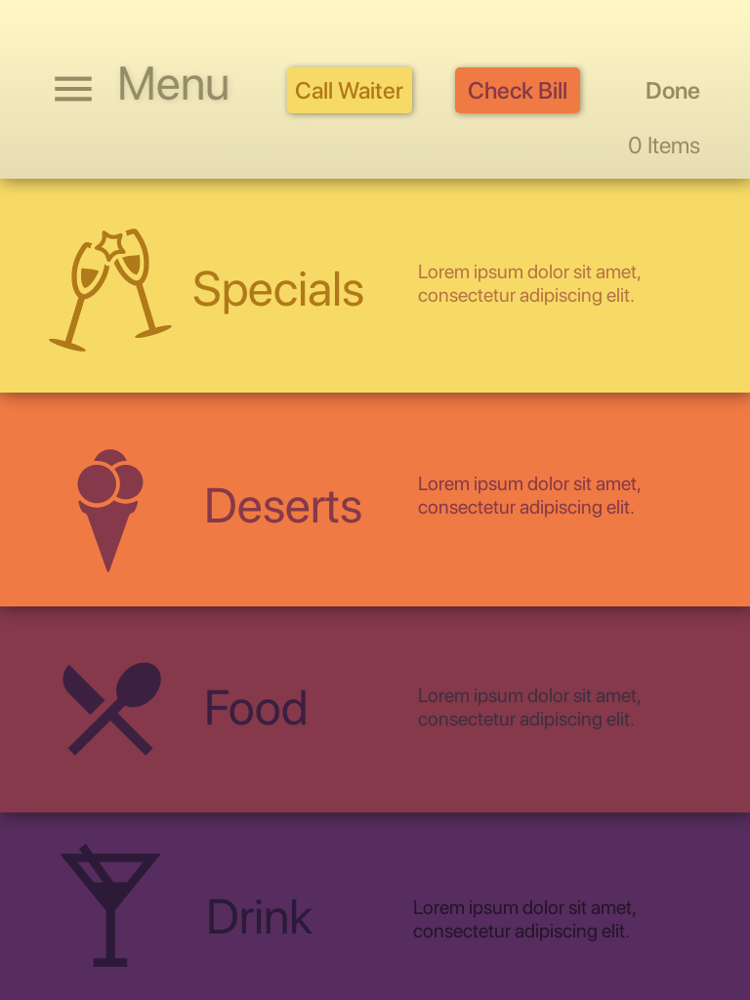 Menu
Call Waiter
Check Bill
Done
0 Items
Specials
Lorem ipsum dolor sit amet,
consectetur adipiscing elit.
Deserts
Lorem ipsum dolor sit amet,
consectetur adipiscing elit.
Food
Lorem ipsum dolor sit amet,
consectetur adipiscing elit.
Drink
Lorem ipsum dolor sit amet,
consectetur adipiscing elit.